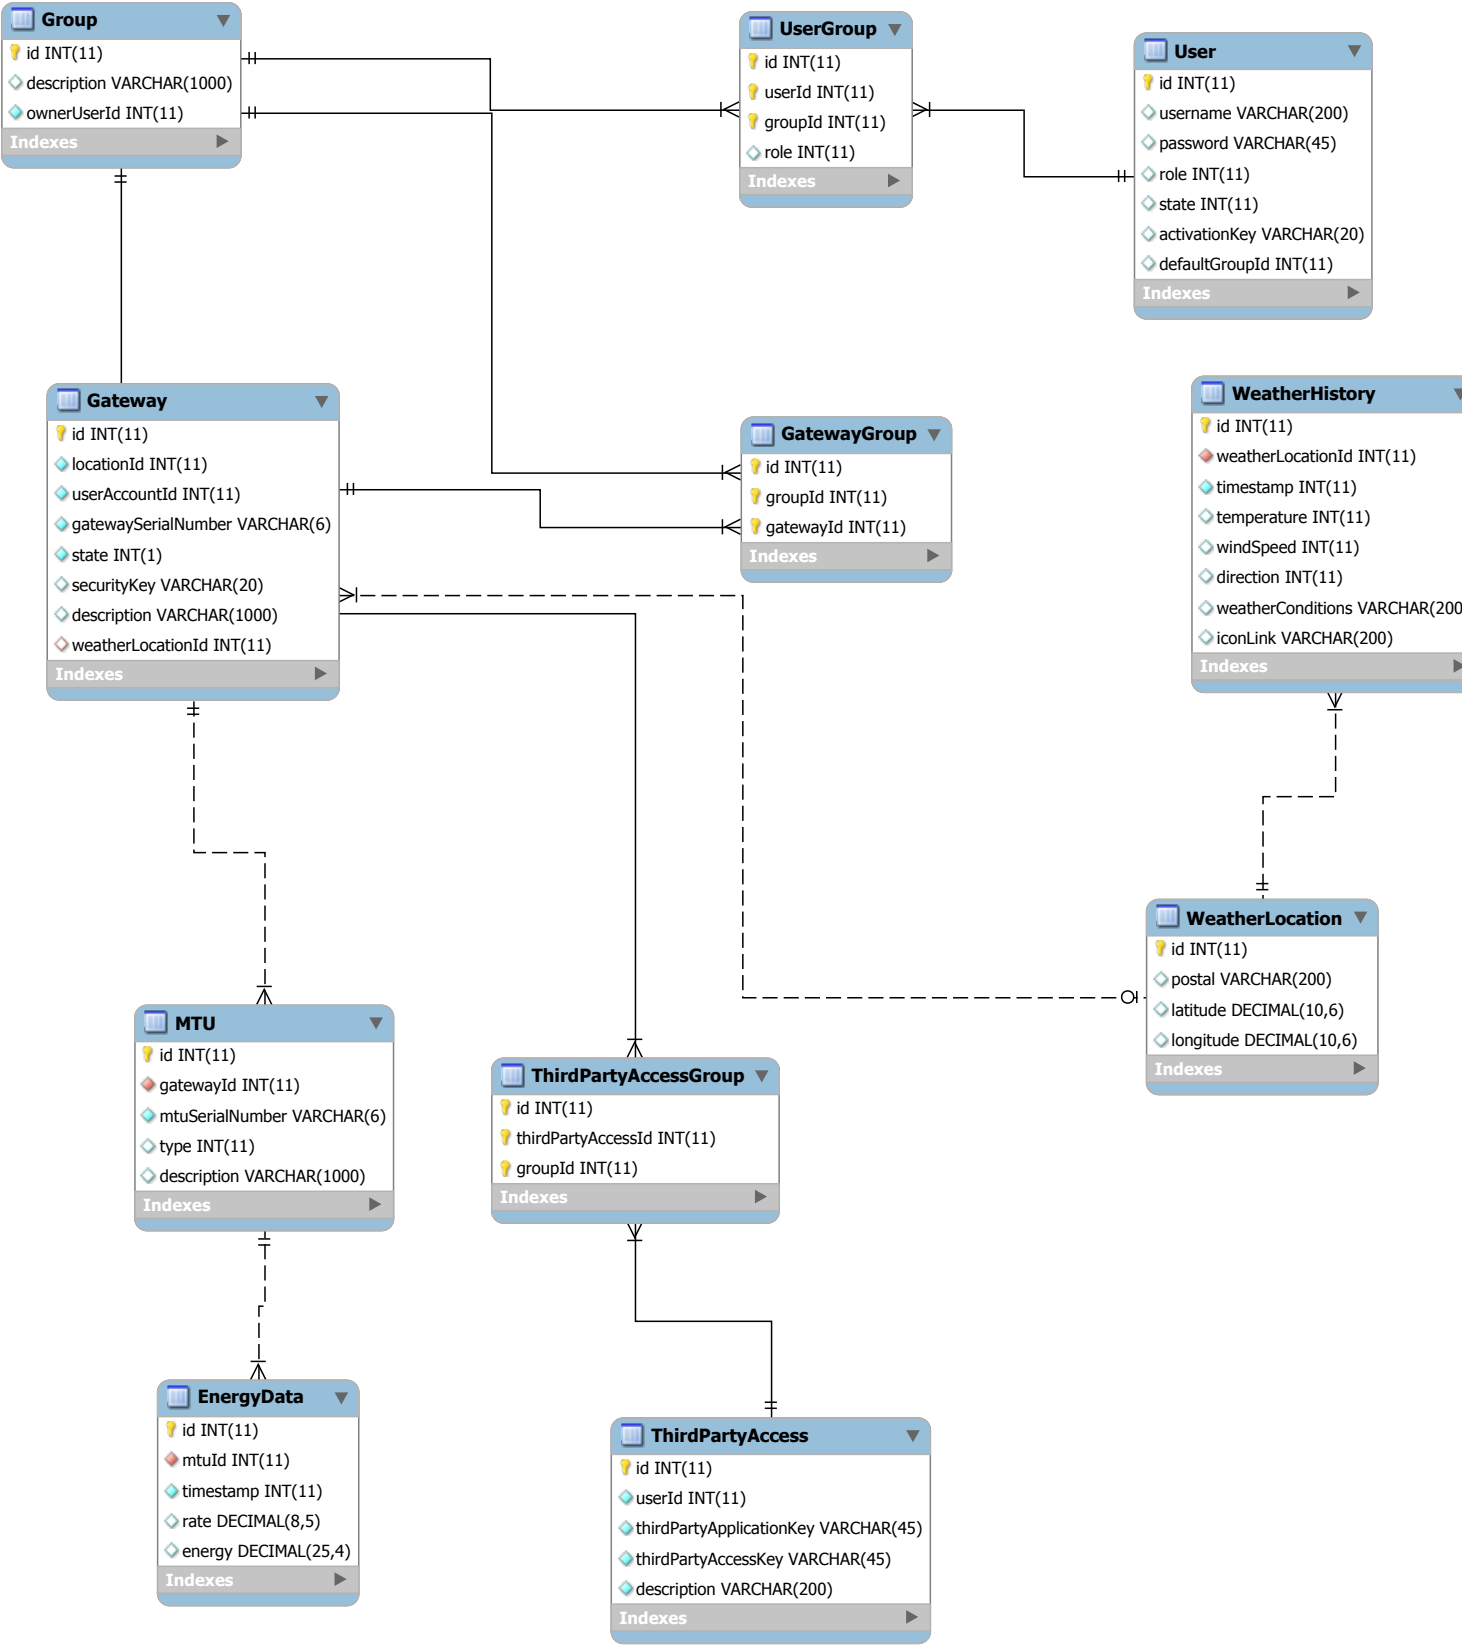 Group
id INT(11)
description VARCHAR(1000)
ownerUserId INT(11)
Indexes
UserGroup
id INT(11)
userId INT(11)
groupId INT(11)
role INT(11)
Indexes
User
id INT(11)
username VARCHAR(200)
password VARCHAR(45)
role INT(11)
state INT(11)
activationKey VARCHAR(20)
defaultGroupId INT(11)
Indexes
Gateway
id INT(11)
locationId INT(11)
userAccountId INT(11)
gatewaySerialNumber VARCHAR(6)
state INT(1)
securityKey VARCHAR(20)
description VARCHAR(1000)
weatherLocationId INT(11)
Indexes
GatewayGroup
id INT(11)
groupId INT(11)
gatewayId INT(11)
Indexes
WeatherHistory
id INT(11)
weatherLocationId INT(11)
timestamp INT(11)
temperature INT(11)
windSpeed INT(11)
direction INT(11)
weatherConditions VARCHAR(200
iconLink VARCHAR(200)
Indexes
WeatherLocation
id INT(11)
postal VARCHAR(200)
latitude DECIMAL(10,6)
longitude DECIMAL(10,6)
Indexes
MTU
id INT(11)
gatewayId INT(11)
mtuSerialNumber VARCHAR(6)
type INT(11)
description VARCHAR(1000)
Indexes
ThirdPartyAccessGroup
id INT(11)
thirdPartyAccessId INT(11)
groupId INT(11)
Indexes
EnergyData
id INT(11)
mtuId INT(11)
timestamp INT(11)
rate DECIMAL(8,5)
energy DECIMAL(25,4)
Indexes
ThirdPartyAccess
id INT(11)
userId INT(11)
thirdPartyApplicationKey VARCHAR(45)
thirdPartyAccessKey VARCHAR(45)
description VARCHAR(200)
Indexes